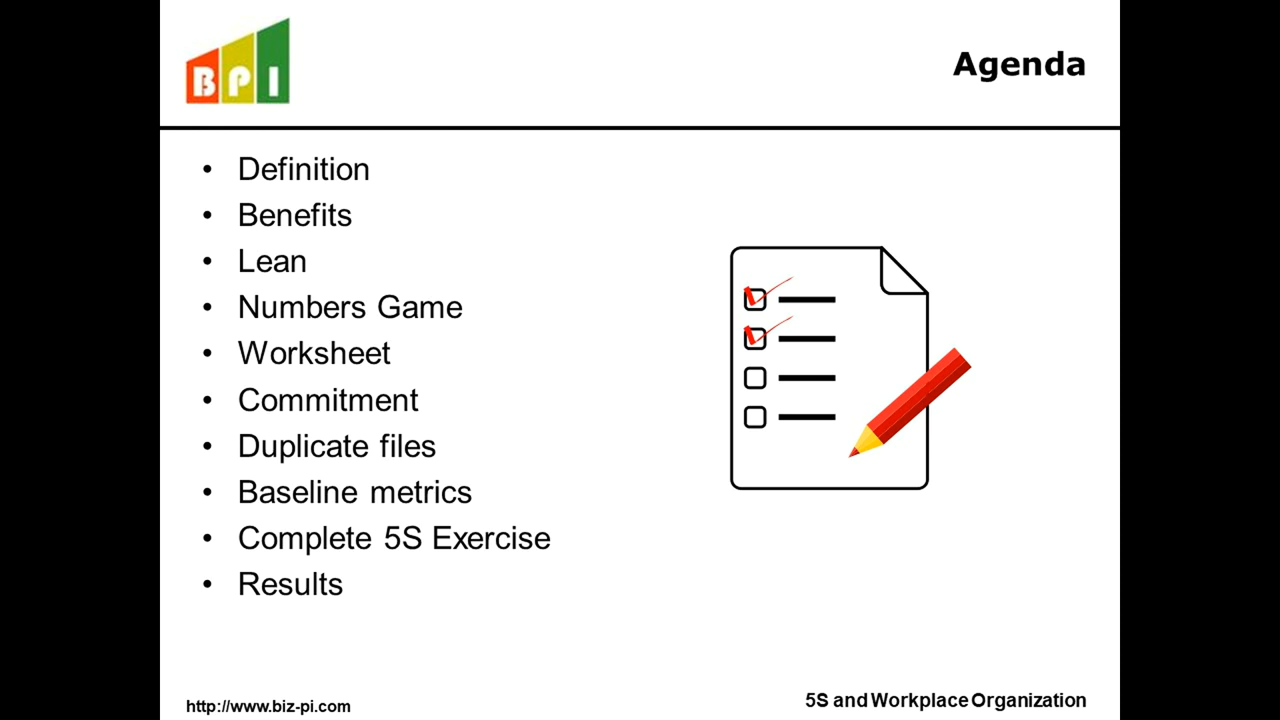 BPI
Agenda
• Definition
• Benefits
• Lean
• Numbers Game
• Worksheet
• Commitment
• Duplicate files
• Baseline metrics
• Complete 5S Exercise
• Results
http://www.biz-pi.com
5S and Workplace Organization